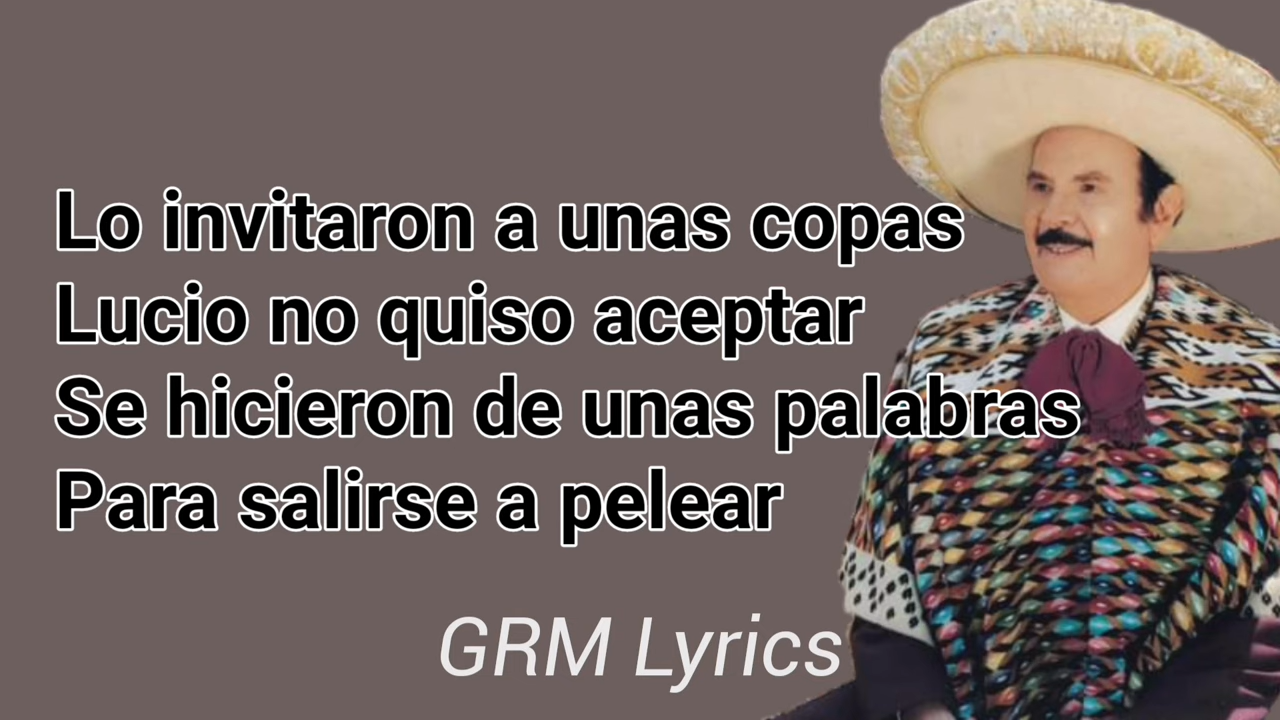 Lo invitaron a unas copas
Lucio no quiso aceptar
Se hicieron de unas palabras
Para salirse a pelear
GRM Lyrics